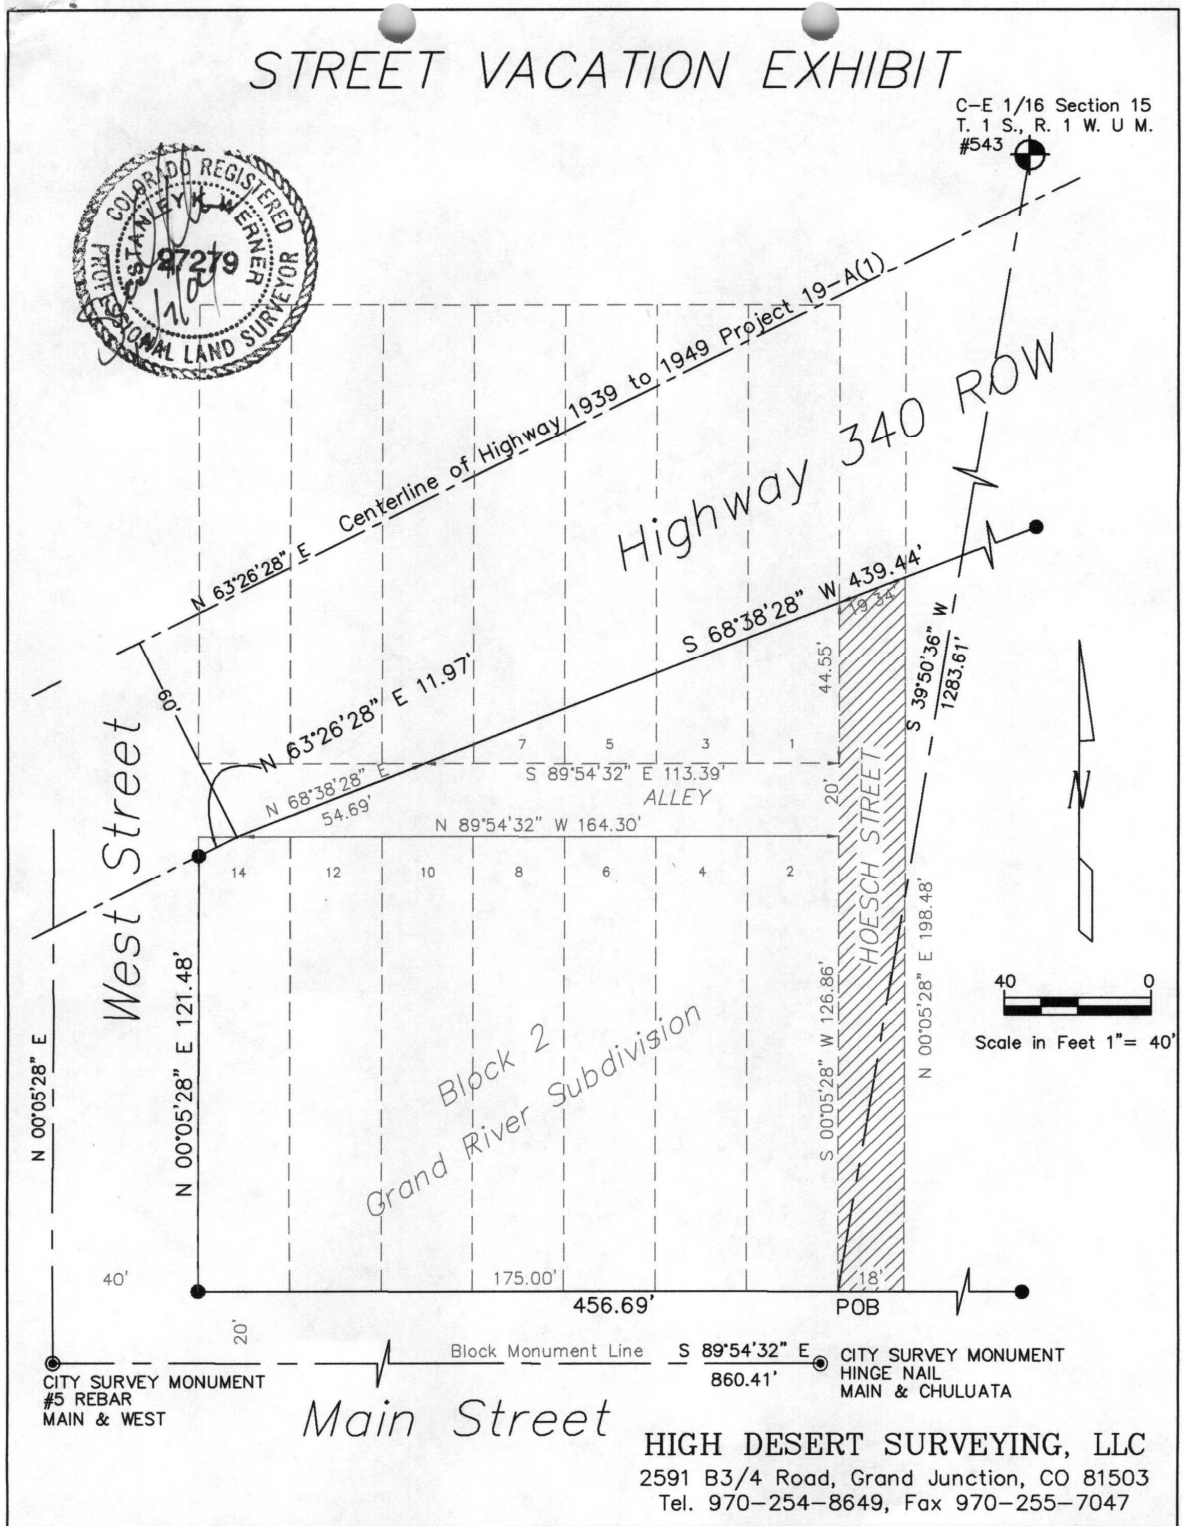 STREET VACATION EXHIBIT
C-E 1/16 Section 15
T. 1 S., R. 1 W. U M.
#543
COLORADO REGISTERED
STANLEY K. WERNER
27279
PROFESSIONAL LAND SURVEYOR
Centerline of Highway 1939 to 1949 Project 19-A(1)
N 63°26'28" E
Highway 340 ROW
S 68°38'28" W 439.44'
19.34'
S 39°50'36" W
1283.61'
44.55'
60'
N 63°26'28" E 11.97'
7 5 3 1
S 89°54'32" E 113.39'
N 68°38'28" E
54.69'
ALLEY
20'
N 89°54'32" W 164.30'
14 12 10 8 6 4 2
West Street
HOESCH STREET
N
N 00°05'28" E 198.48'
S 00°05'28" W 126.86'
N 00°05'28" E 121.48'
N 00°05'28" E
40 0
Scale in Feet 1"= 40'
Block 2
Grand River Subdivision
40'
175.00'
18'
456.69'
POB
20'
Block Monument Line
S 89°54'32" E
860.41'
CITY SURVEY MONUMENT
#5 REBAR
MAIN & WEST
CITY SURVEY MONUMENT
HINGE NAIL
MAIN & CHULUATA
Main Street
HIGH DESERT SURVEYING, LLC
2591 B3/4 Road, Grand Junction, CO 81503
Tel. 970-254-8649, Fax 970-255-7047